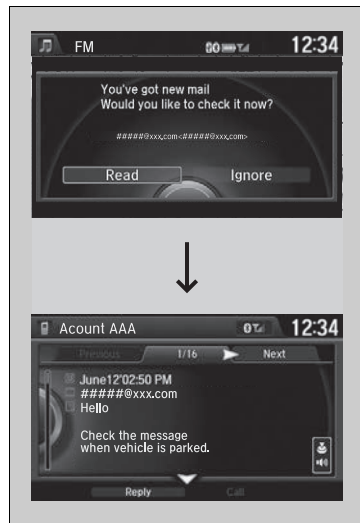 FM 12:34
You've got new mail
Would you like to check it now?
#####@xxx,com<#####@xxx,com>
Read Ignore
Acount AAA 12:34
Previous 1/16 Next
June12'02:50 PM
#####@xxx.com
Hello
Check the message
when vehicle is parked.
Reply Call